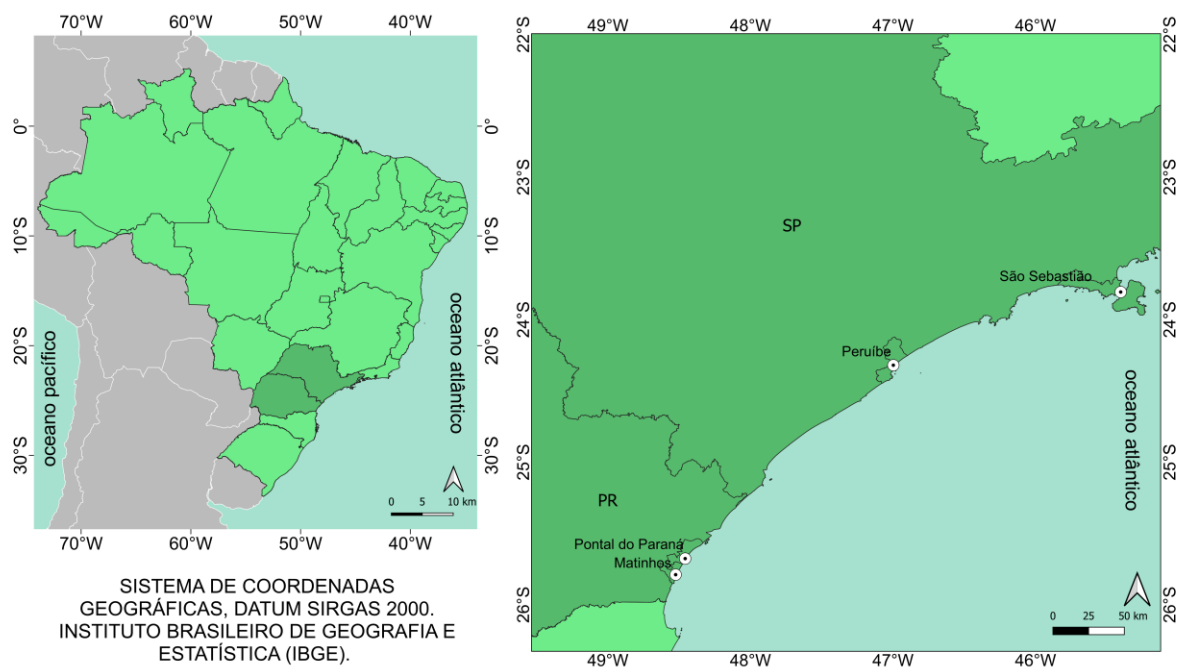 70°W 60°W 50°W 40°W
0°
10°S
20°S
30°S
0°
10°S
20°S
30°S
oceano pacífico
oceano atlântico
0 5 10 km
70°W 60°W 50°W 40°W
SISTEMA DE COORDENADAS
GEOGRÁFICAS, DATUM SIRGAS 2000.
INSTITUTO BRASILEIRO DE GEOGRAFIA E
ESTATÍSTICA (IBGE).
49°W 48°W 47°W 46°W
22°S
23°S
24°S
25°S
26°S
22°S
23°S
24°S
25°S
26°S
SP
São Sebastião
Peruíbe
oceano atlântico
PR
Pontal do Paraná
Matinhos
0 25 50 km
49°W 48°W 47°W 46°W